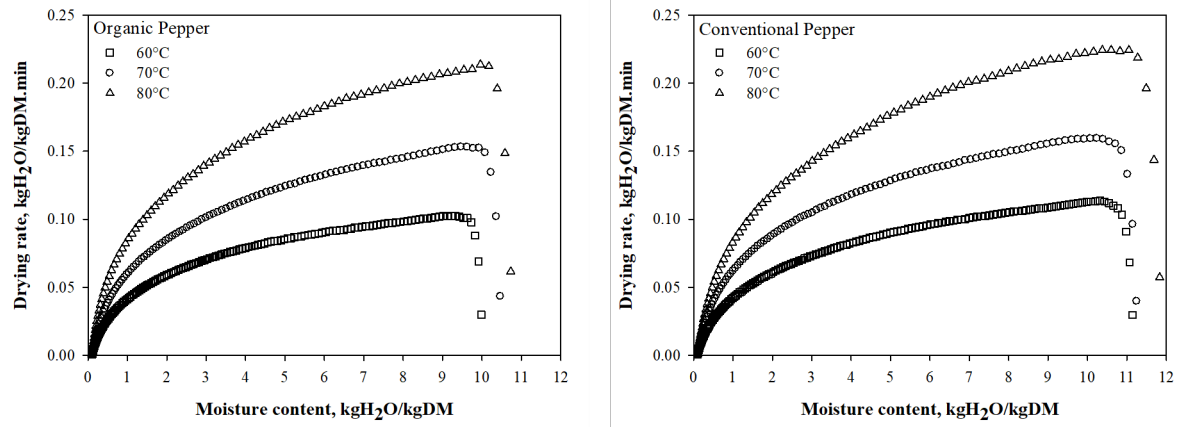 Organic Pepper
60°C
70°C
80°C
0.25
0.20
0.15
0.10
0.05
0.00
0 1 2 3 4 5 6 7 8 9 10 11 12
Drying rate, kgH2O/kgDM.min
Moisture content, kgH2O/kgDM
Conventional Pepper
60°C
70°C
80°C
0.25
0.20
0.15
0.10
0.05
0.00
0 1 2 3 4 5 6 7 8 9 10 11 12
Drying rate, kgH2O/kgDM.min
Moisture content, kgH2O/kgDM